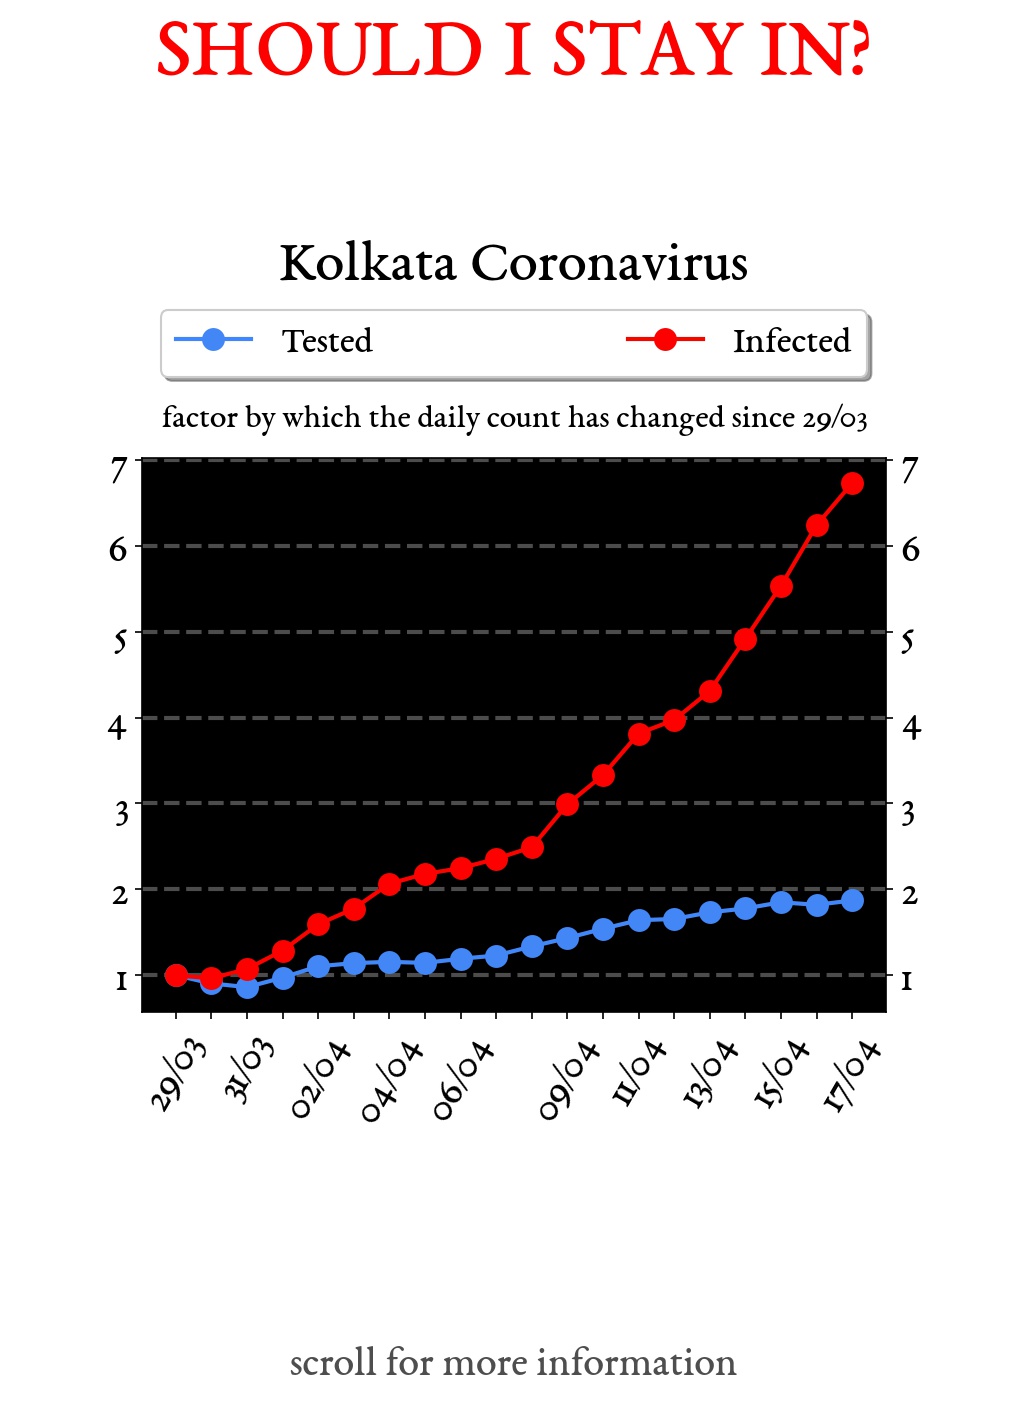 SHOULD I STAY IN?
Kolkata Coronavirus
Tested Infected
factor by which the daily count has changed since 29/03
7 7
6 6
5 5
4 4
3 3
2 2
1 1
29/03 31/03 02/04 04/04 06/04 09/04 11/04 13/04 15/04 17/04
scroll for more information